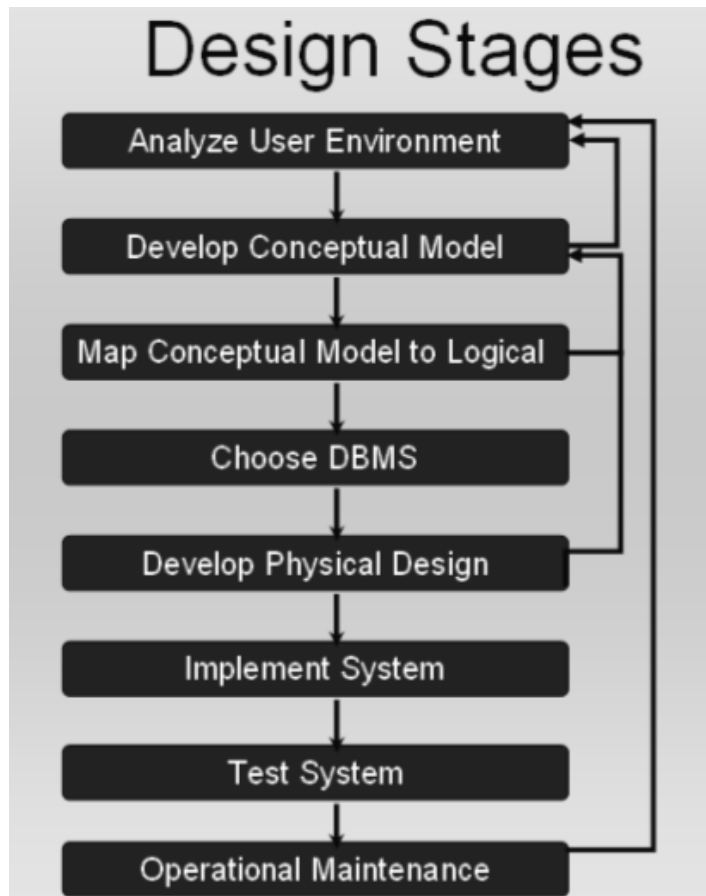 Design Stages
Analyze User Environment
Develop Conceptual Model
Map Conceptual Model to Logical
Choose DBMS
Develop Physical Design
Implement System
Test System
Operational Maintenance